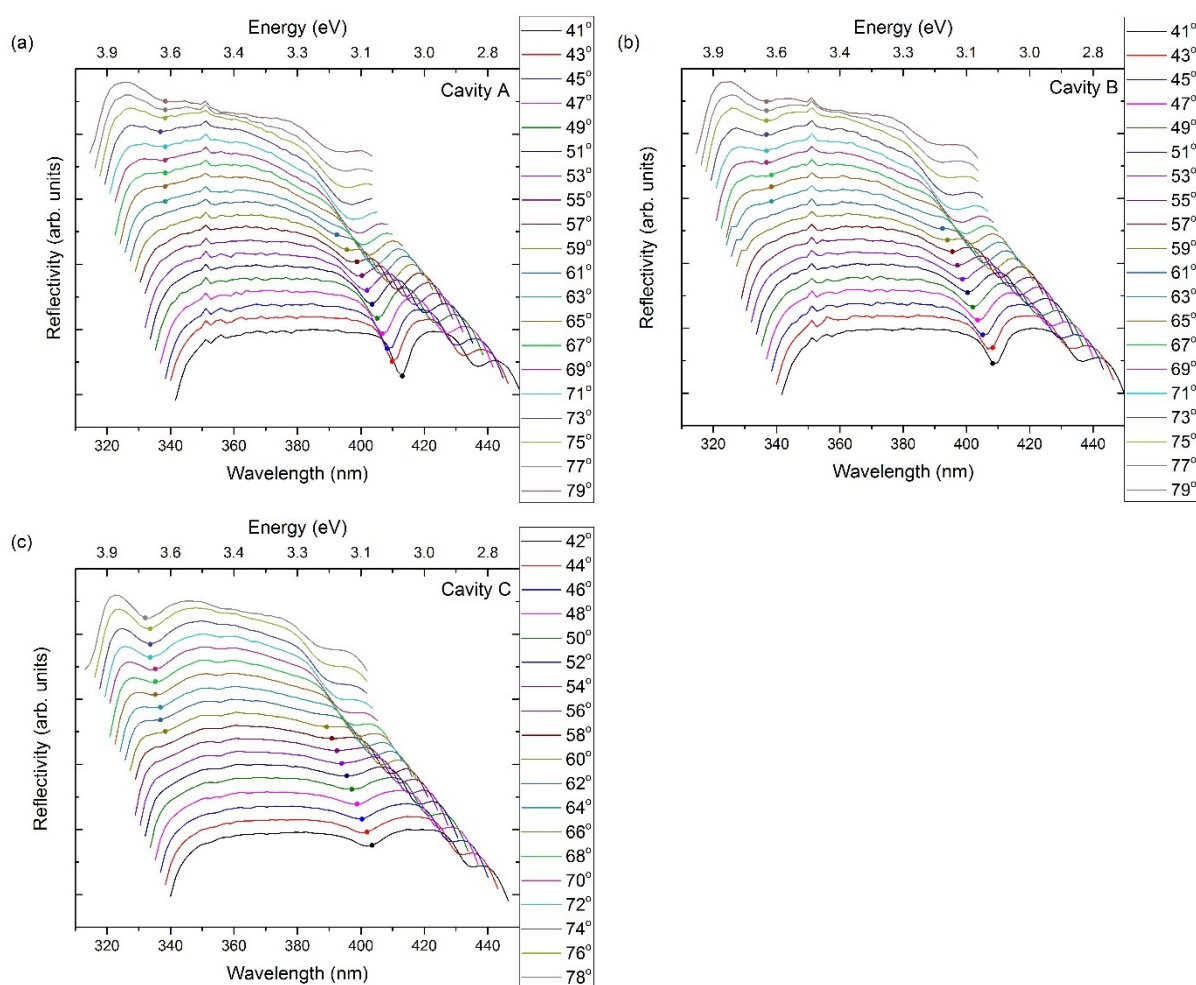 (a)
Energy (eV)
3.9 3.6 3.4 3.3 3.1 3.0 2.8
Cavity A
Reflectivity (arb. units)
320 340 360 380 400 420 440
Wavelength (nm)
41°
43°
45°
47°
49°
51°
53°
55°
57°
59°
61°
63°
65°
67°
69°
71°
73°
75°
77°
79°
(b)
Energy (eV)
3.9 3.6 3.4 3.3 3.1 3.0 2.8
Cavity B
Reflectivity (arb. units)
320 340 360 380 400 420 440
Wavelength (nm)
41°
43°
45°
47°
49°
51°
53°
55°
57°
59°
61°
63°
65°
67°
69°
71°
73°
75°
77°
79°
(c)
Energy (eV)
3.9 3.6 3.4 3.3 3.1 3.0 2.8
Cavity C
Reflectivity (arb. units)
320 340 360 380 400 420 440
Wavelength (nm)
42°
44°
46°
48°
50°
52°
54°
56°
58°
60°
62°
64°
66°
68°
70°
72°
74°
76°
78°